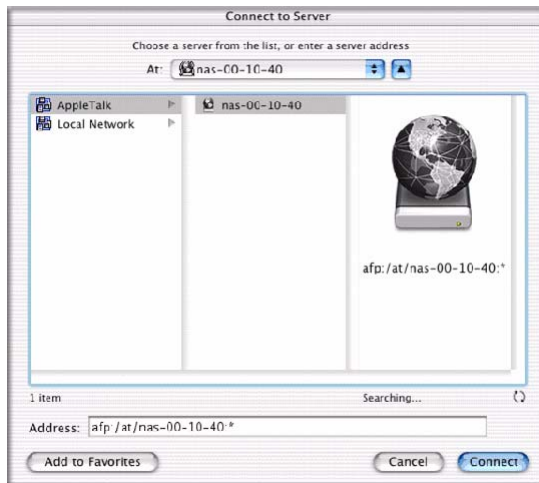 Connect to Server
Choose a server from the list, or enter a server address
At: nas-00-10-40
AppleTalk
Local Network
nas-00-10-40
afp:/at/nas-00-10-40:*
1 item
Searching...
Address: afp:/at/nas-00-10-40:*
Add to Favorites
Cancel
Connect